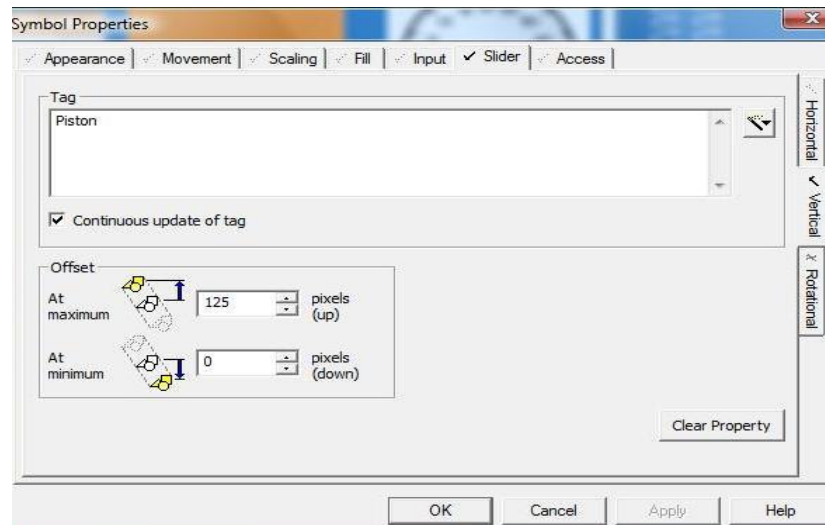 Symbol Properties
Appearance
Movement
Scaling
Fill
Input
Slider
Access
Tag
Piston
Continuous update of tag
Offset
At
maximum
125
pixels
(up)
At
minimum
0
pixels
(down)
Clear Property
Horizontal
Vertical
Rotational
OK
Cancel
Apply
Help